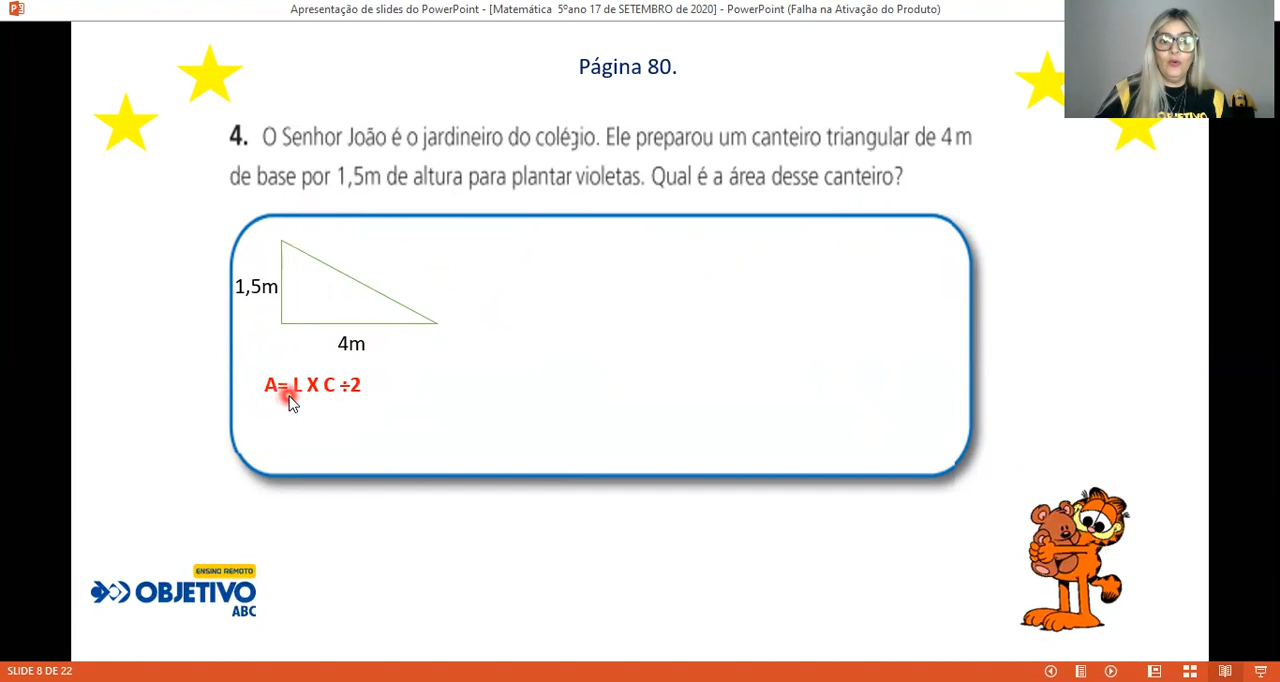 Apresentação de slides do PowerPoint - [Matemática 5ºano 17 de SETEMBRO de 2020] - PowerPoint (Falha na Ativação do Produto)
Página 80.
4. O Senhor João é o jardineiro do colégio. Ele preparou um canteiro triangular de 4 m
de base por 1,5m de altura para plantar violetas. Qual é a área desse canteiro?
1,5m
4m
A= L X C ÷2
ENSINO REMOTO
OBJETIVO
ABC
SLIDE 8 DE 22